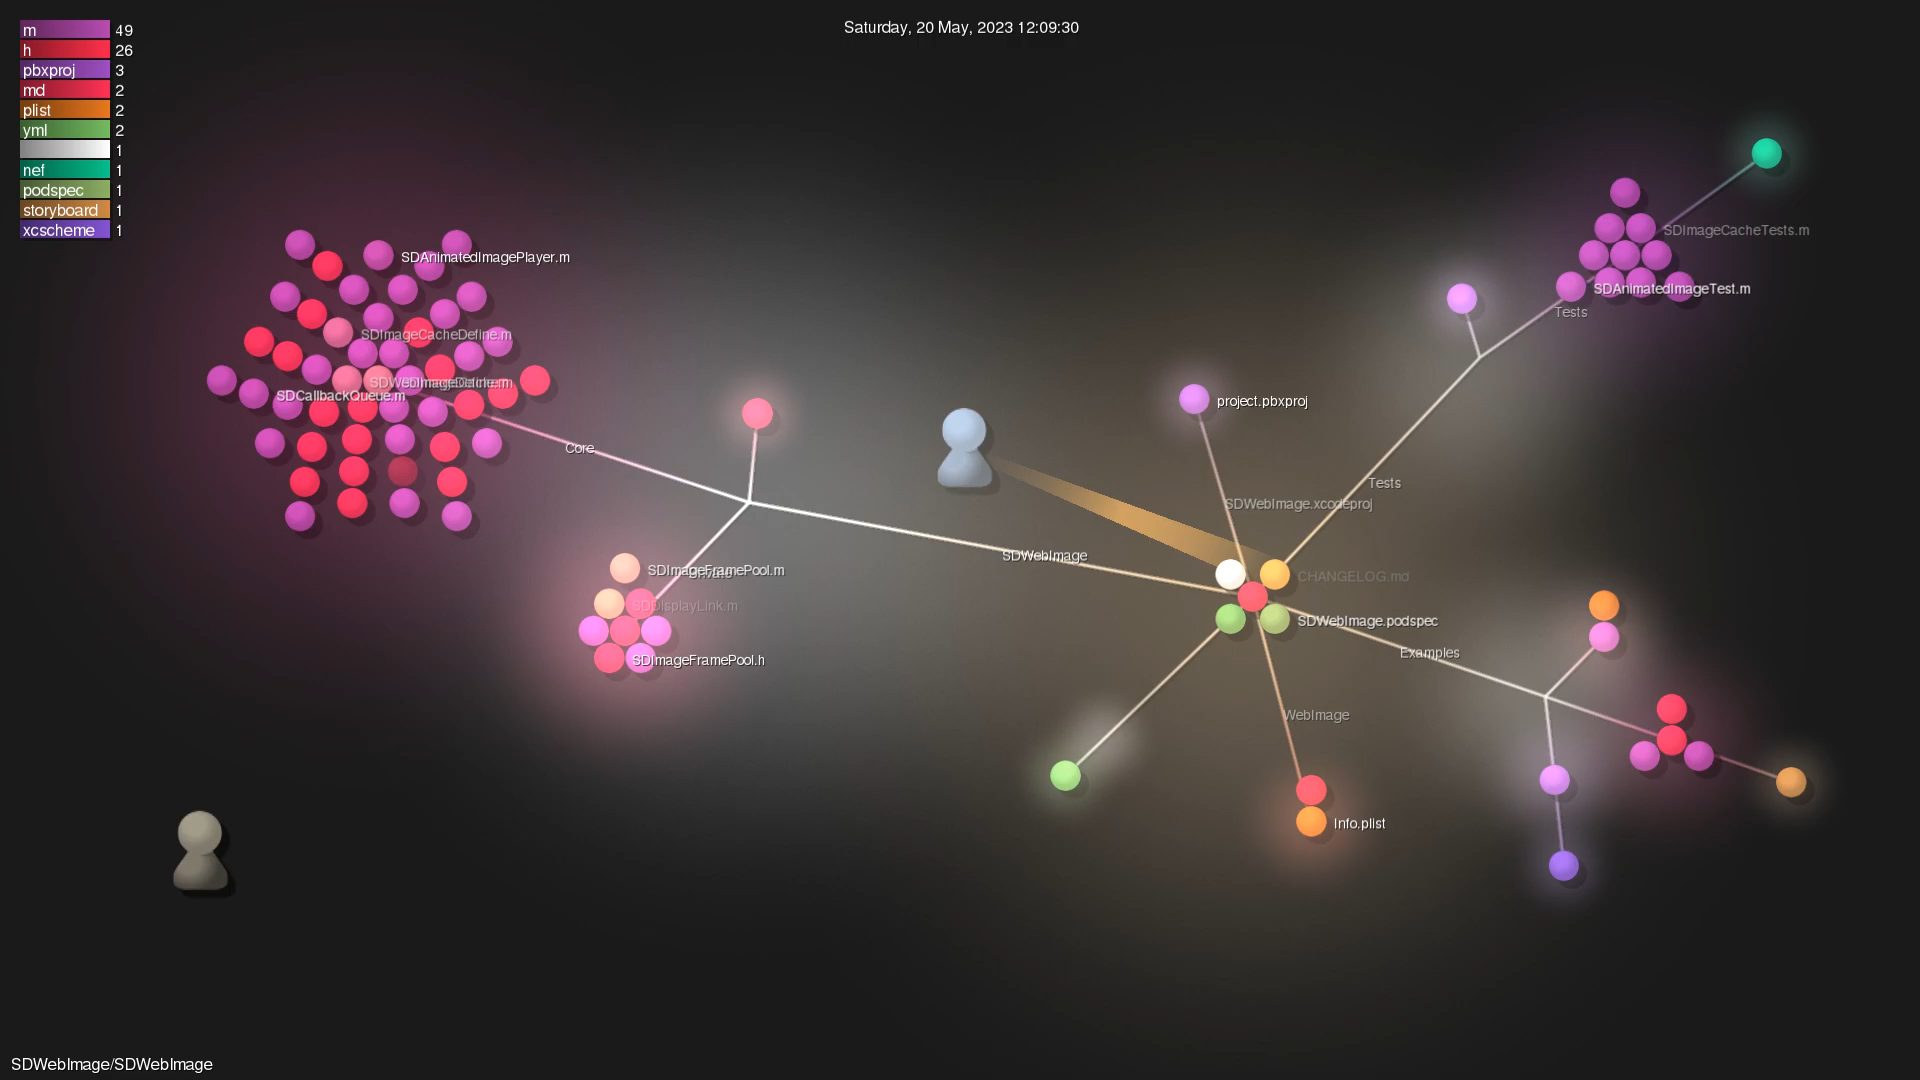 Saturday, 20 May, 2023 12:09:30
m 49
h 26
pbxproj 3
md 2
plist 2
yml 2
1
nef 1
podspec 1
storyboard 1
xcscheme 1
SDImageCacheTests.m
SDAnimatedImagePlayer.m
SDAnimatedImageTest.m
Tests
SDImageCacheDefine.m
SDCallbackQueue.m
project.pbxproj
Core
Tests
SDWebImage.xcodeproj
SDWebImage
SDImageFramePool.m
Private
CHANGELOG.md
SDDisplayLink.m
SDWebImage.podspec
Examples
SDImageFramePool.h
WebImage
Info.plist
SDWebImage/SDWebImage